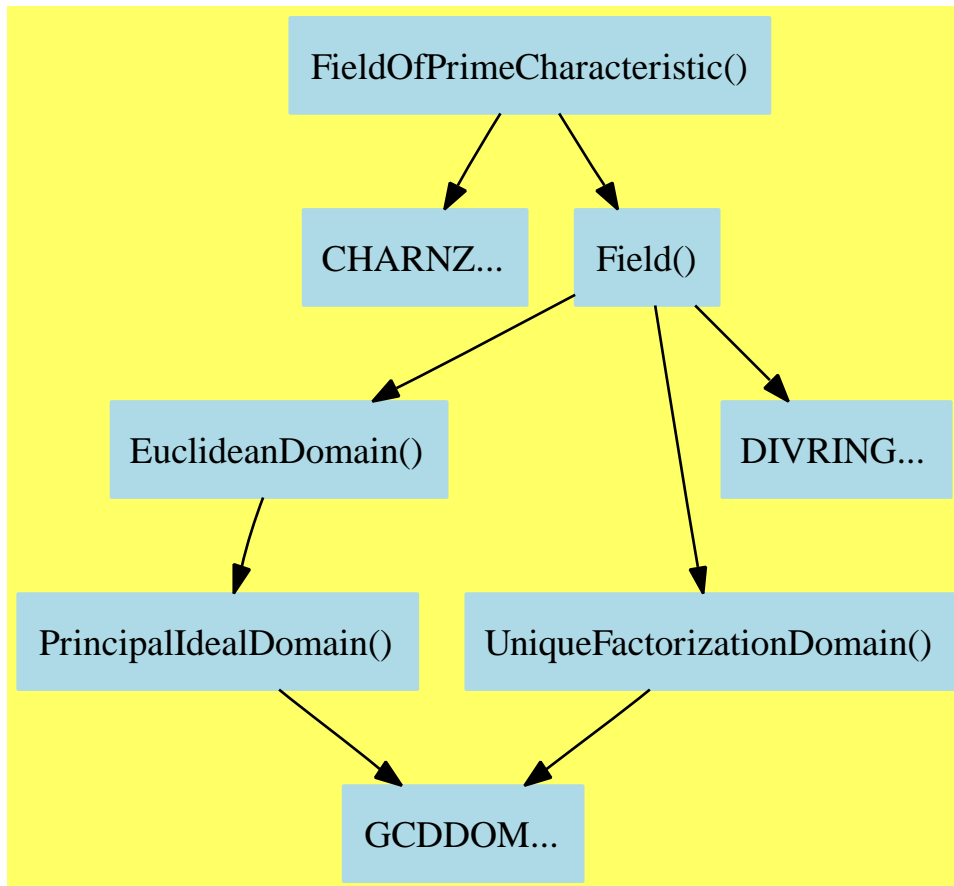 FieldOfPrimeCharacteristic()
CHARNZ...
Field()
EuclideanDomain()
DIVRING...
PrincipalIdealDomain()
UniqueFactorizationDomain()
GCDDOM...